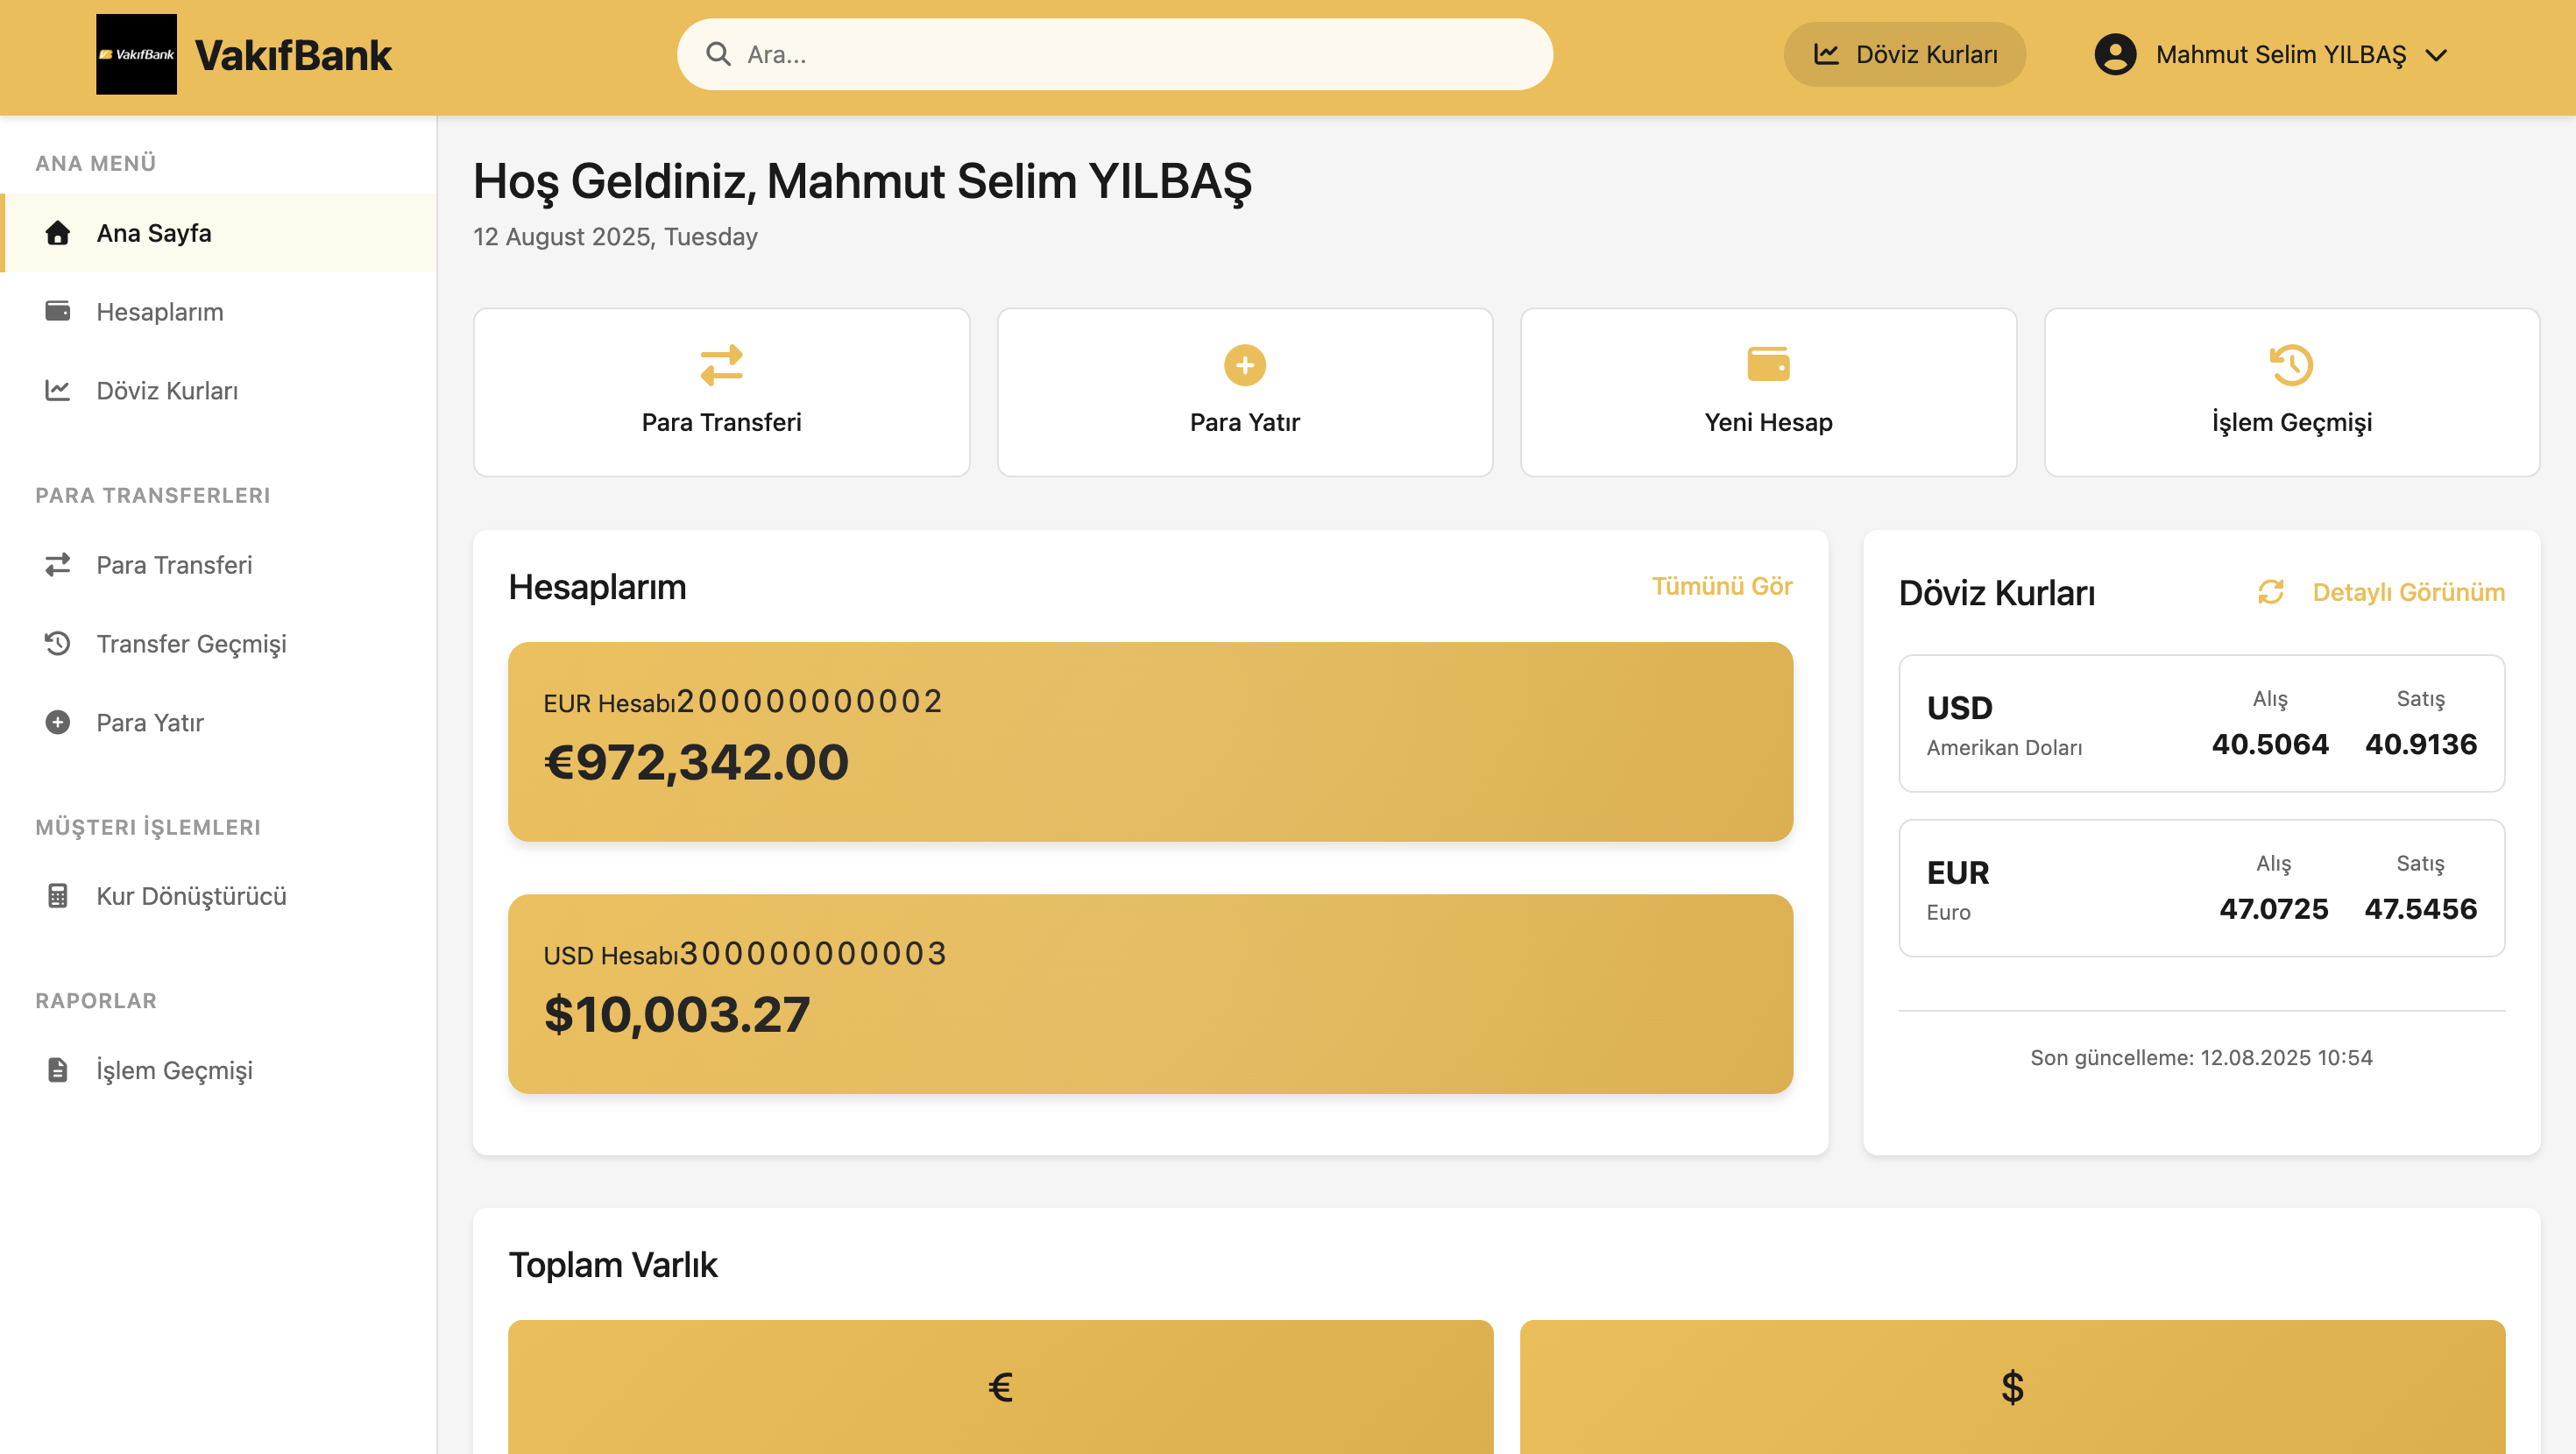 VakıfBank
VakıfBank
Ara...
Döviz Kurları
Mahmut Selim YILBAŞ
ANA MENÜ
Ana Sayfa
Hesaplarım
Döviz Kurları
PARA TRANSFERLERI
Para Transferi
Transfer Geçmişi
Para Yatır
MÜŞTERI İŞLEMLERI
Kur Dönüştürücü
RAPORLAR
İşlem Geçmişi
Hoş Geldiniz, Mahmut Selim YILBAŞ
12 August 2025, Tuesday
Para Transferi
Para Yatır
Yeni Hesap
İşlem Geçmişi
Hesaplarım
Tümünü Gör
EUR Hesabı200000000002
€972,342.00
USD Hesabı300000000003
$10,003.27
Döviz Kurları
Detaylı Görünüm
USD
Amerikan Doları
Alış
Satış
40.5064
40.9136
EUR
Euro
Alış
Satış
47.0725
47.5456
Son güncelleme: 12.08.2025 10:54
Toplam Varlık
€
$